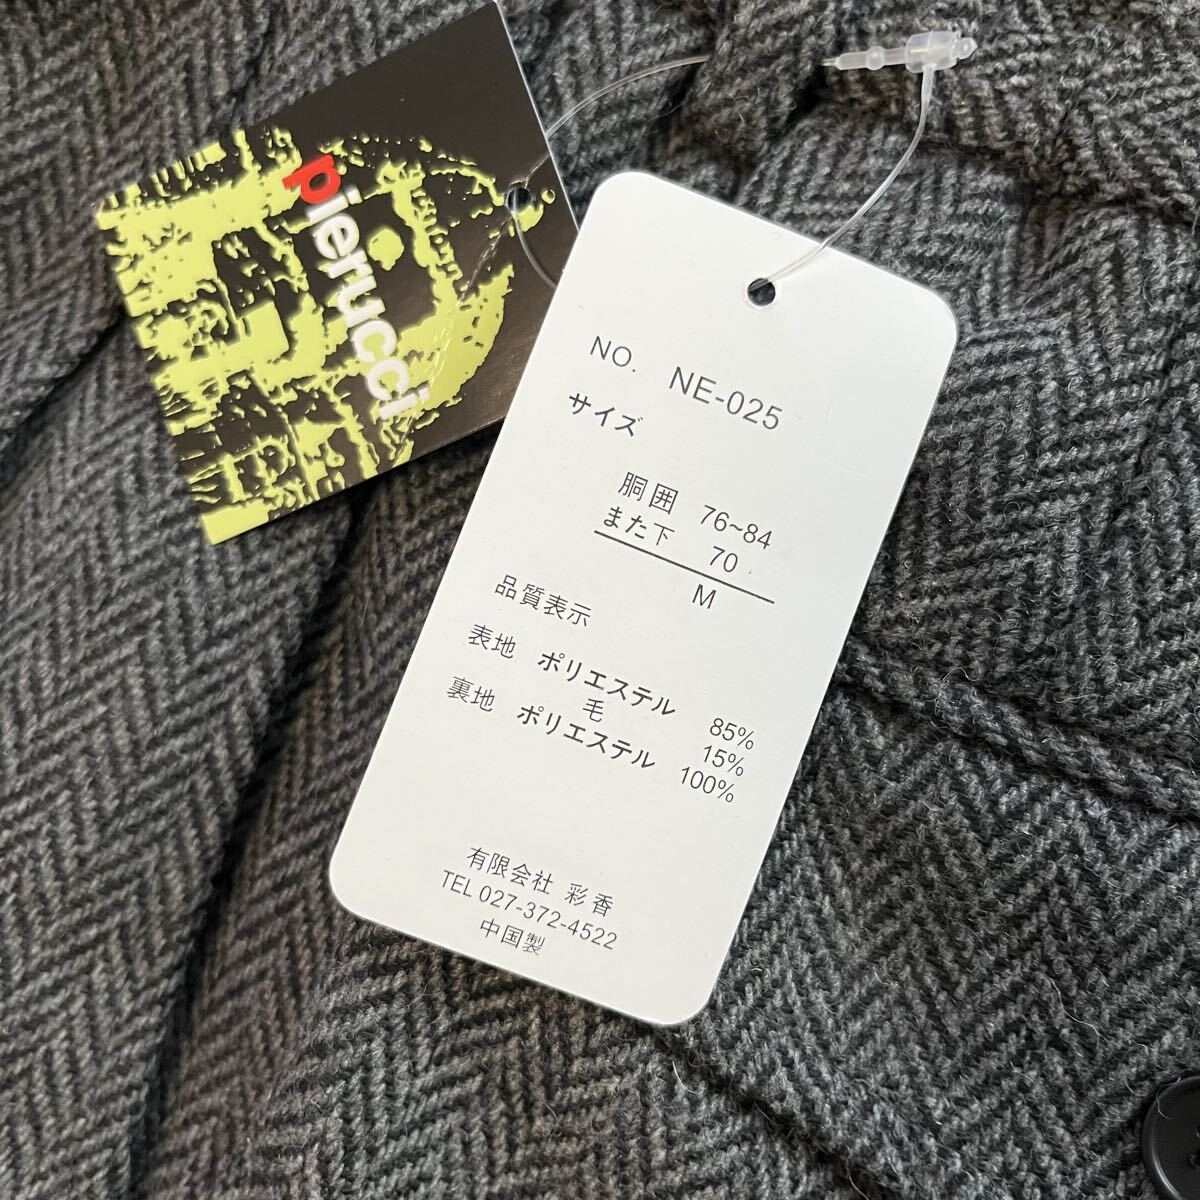 pierucci
NO. NE-025
サイズ
胴囲 76~84
また下 70
M
品質表示
表地 ポリエステル 85%
毛 15%
裏地 ポリエステル 100%
有限会社 彩香
TEL 027-372-4522
中国製